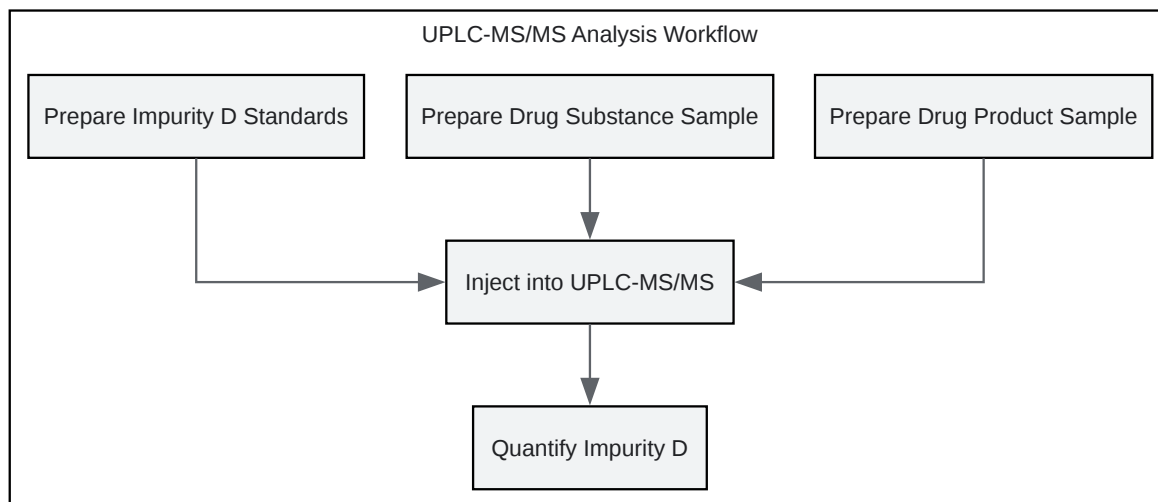 UPLC-MS/MS Analysis Workflow
Prepare Impurity D Standards
Prepare Drug Substance Sample
Prepare Drug Product Sample
Inject into UPLC-MS/MS
Quantify Impurity D